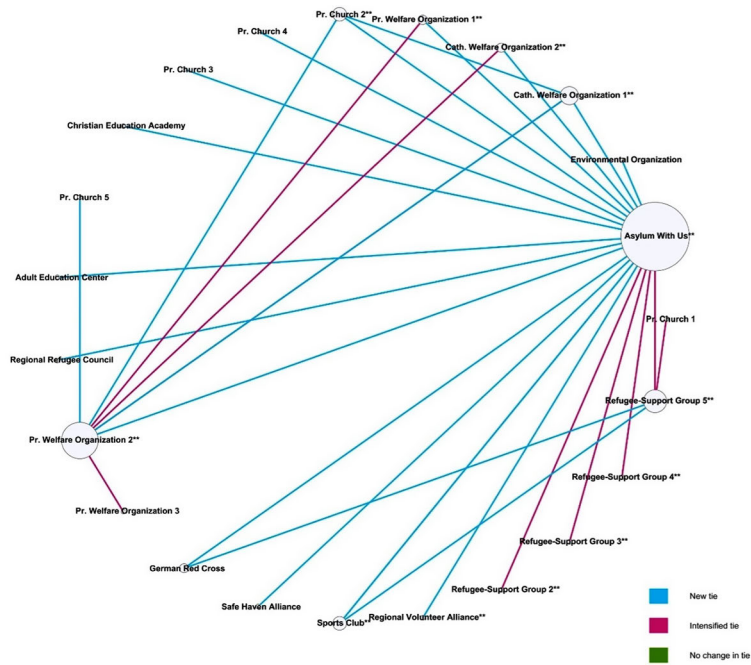 Pr. Church 2**
Pr. Welfare Organization 1**
Pr. Church 4
Cath. Welfare Organization 2**
Pr. Church 3
Cath. Welfare Organization 1**
Christian Education Academy
Environmental Organization
Pr. Church 5
Asylum With Us**
Adult Education Center
Pr. Church 1
Regional Refugee Council
Refugee-Support Group 5**
Pr. Welfare Organization 2**
Refugee-Support Group 4**
Pr. Welfare Organization 3
Refugee-Support Group 3**
German Red Cross
Refugee-Support Group 2**
Safe Haven Alliance
Regional Volunteer Alliance**
Sports Club**
New tie
Intensified tie
No change in tie